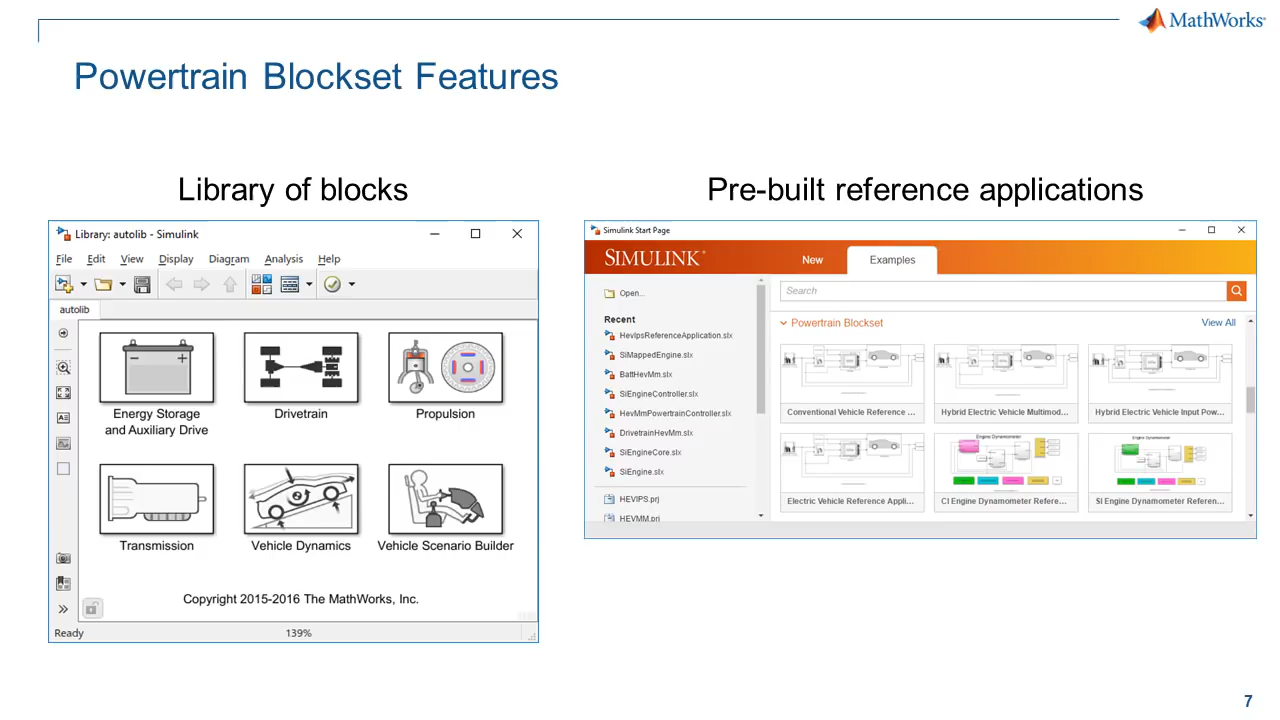 MathWorks®
Powertrain Blockset Features
Library of blocks
Library: autolib - Simulink
File Edit View Display Diagram Analysis Help
autolib
Energy Storage
and Auxiliary Drive
Drivetrain
Propulsion
Transmission
Vehicle Dynamics
Vehicle Scenario Builder
Copyright 2015-2016 The MathWorks, Inc.
Ready
139%
Pre-built reference applications
Simulink Start Page
SIMULINK®
New
Examples
Open...
Recent
HevIpsReferenceApplication.slx
SiMappedEngine.slx
BattHevMm.slx
SiEngineController.slx
HevMmPowertrainController.slx
DrivetrainHevMm.slx
SiEngineCore.slx
SiEngine.slx
HEVIPS.prj
HEVMM.prj
Search
Powertrain Blockset
View All
Conventional Vehicle Reference ...
Hybrid Electric Vehicle Multimod...
Hybrid Electric Vehicle Input Pow...
Engine Dynamometer
Engine Dynamometer
Electric Vehicle Reference Appli...
CI Engine Dynamometer Refere...
SI Engine Dynamometer Referen...
7